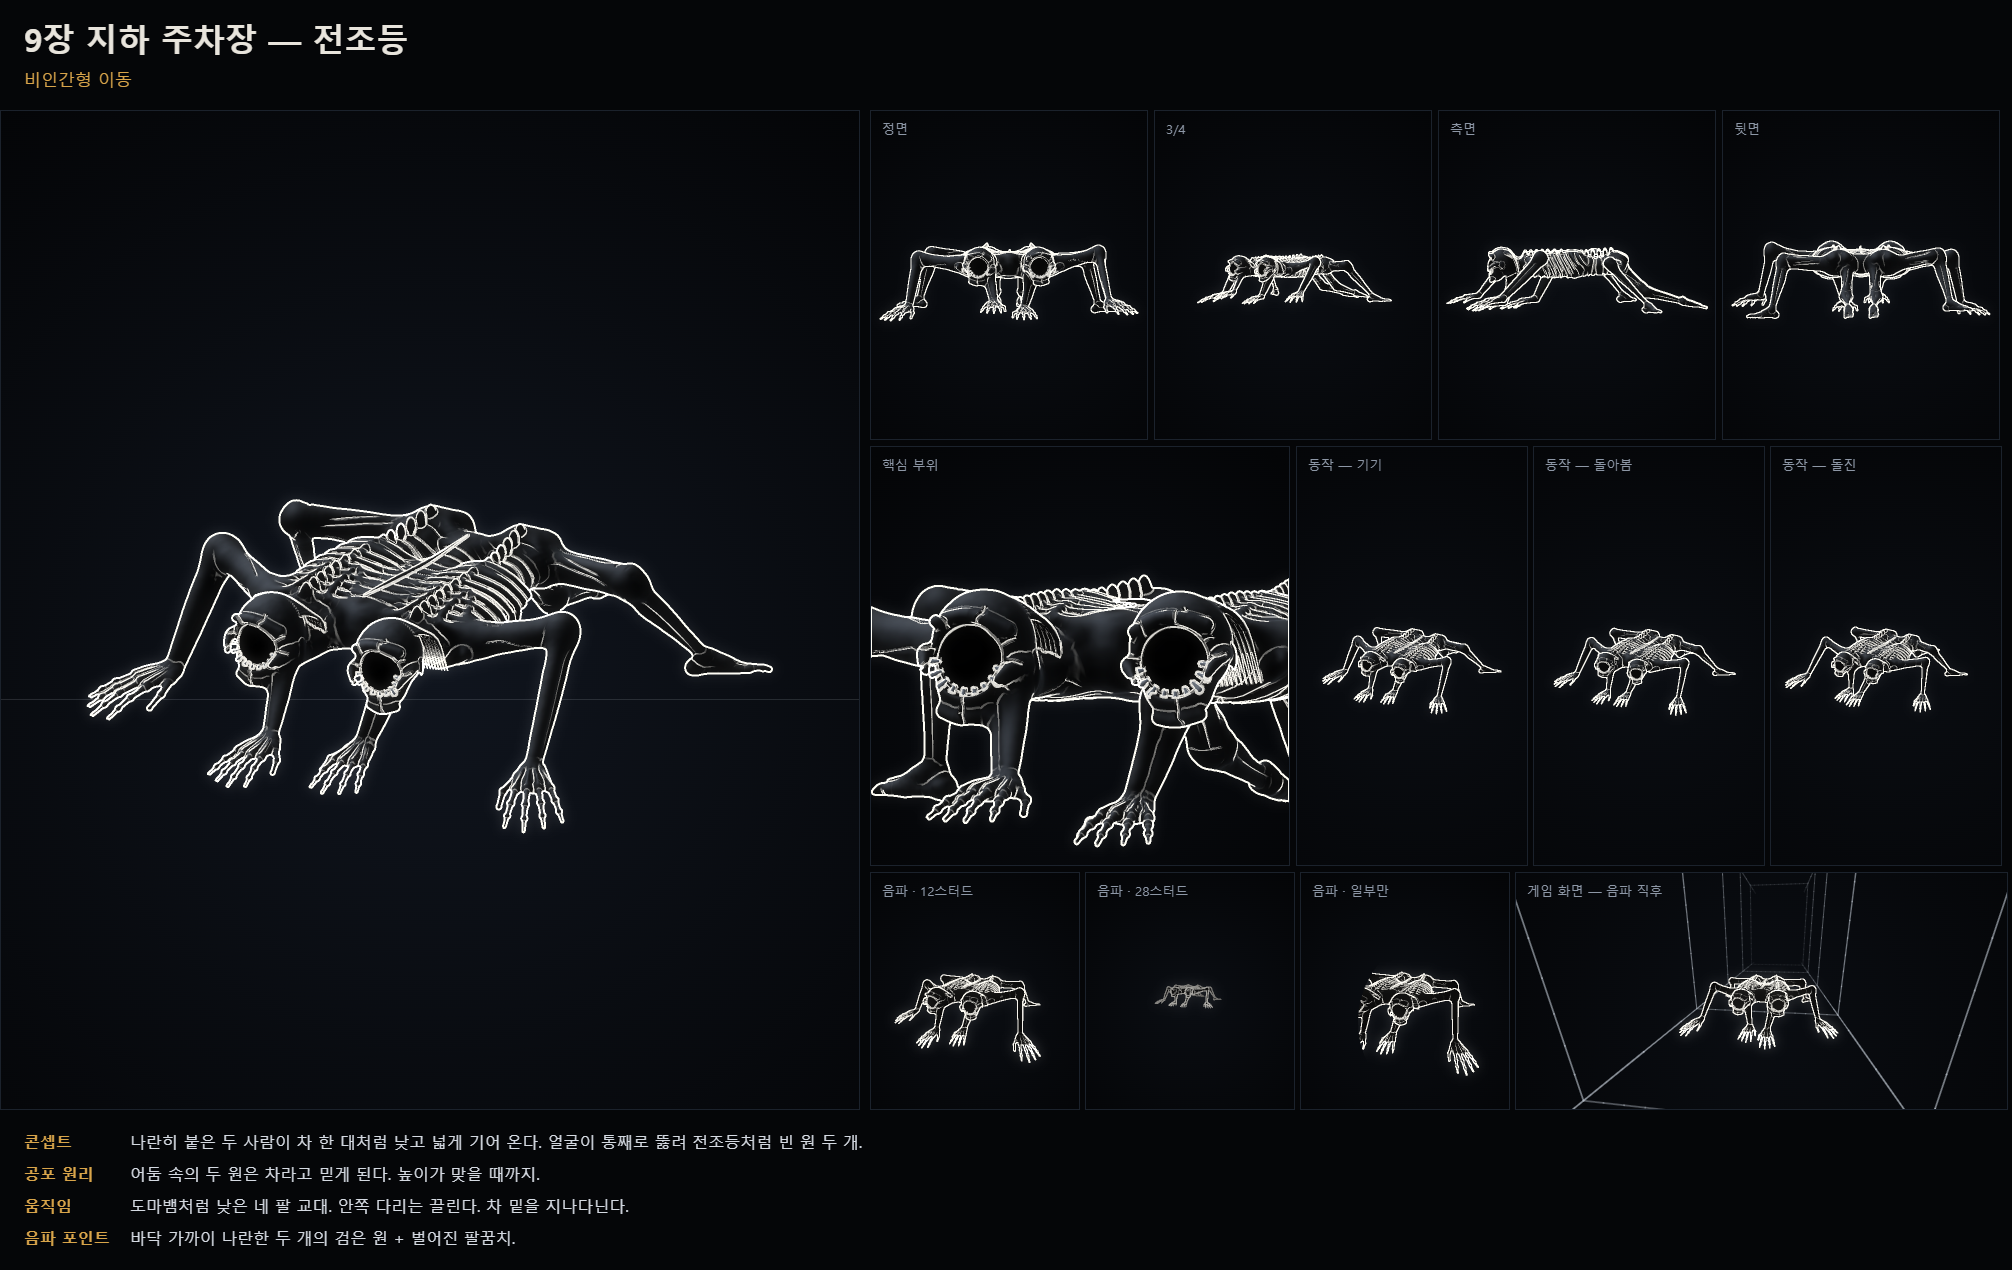 9장 지하 주차장 — 전조등
비인간형 이동
정면
3/4
측면
뒷면
핵심 부위
동작 — 기기
동작 — 돌아봄
동작 — 돌진
음파 · 12스터드
음파 · 28스터드
음파 · 일부만
게임 화면 — 음파 직후
콘셉트 나란히 붙은 두 사람이 차 한 대처럼 낮고 넓게 기어 온다. 얼굴이 통째로 뚫려 전조등처럼 빈 원 두 개.
공포 원리 어둠 속의 두 원은 차라고 믿게 된다. 높이가 맞을 때까지.
움직임 도마뱀처럼 낮은 네 팔 교대. 안쪽 다리는 끌린다. 차 밑을 지나다닌다.
음파 포인트 바닥 가까이 나란한 두 개의 검은 원 + 벌어진 팔꿈치.